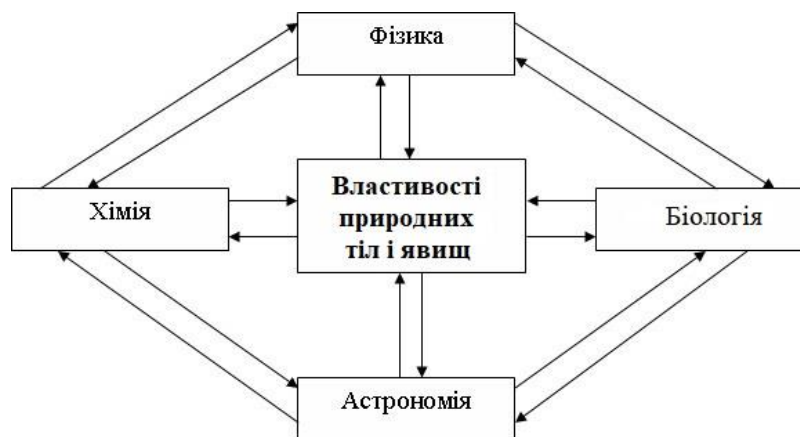 Фізика
Хімія
Властивості
природних
тіл і явищ
Біологія
Астрономія